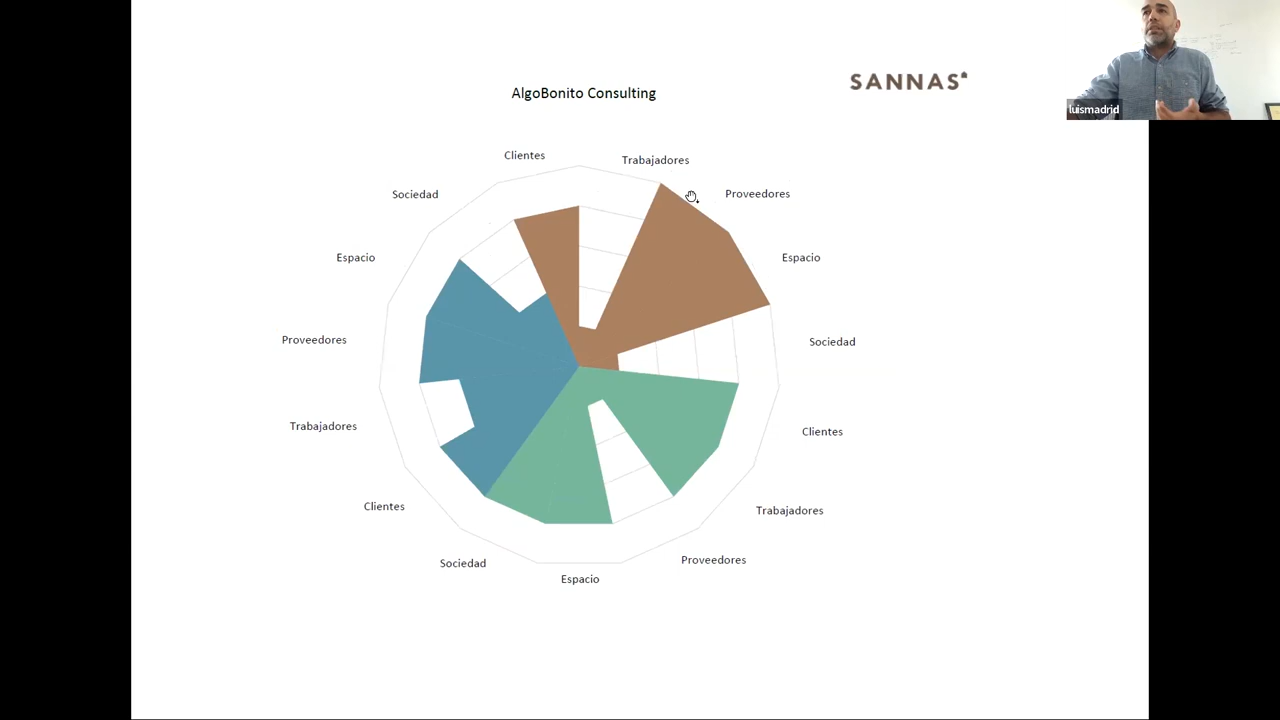 SANNAS
AlgoBonito Consulting
luismadrid
Clientes
Trabajadores
Proveedores
Espacio
Sociedad
Clientes
Trabajadores
Proveedores
Espacio
Sociedad
Clientes
Trabajadores
Proveedores
Espacio
Sociedad